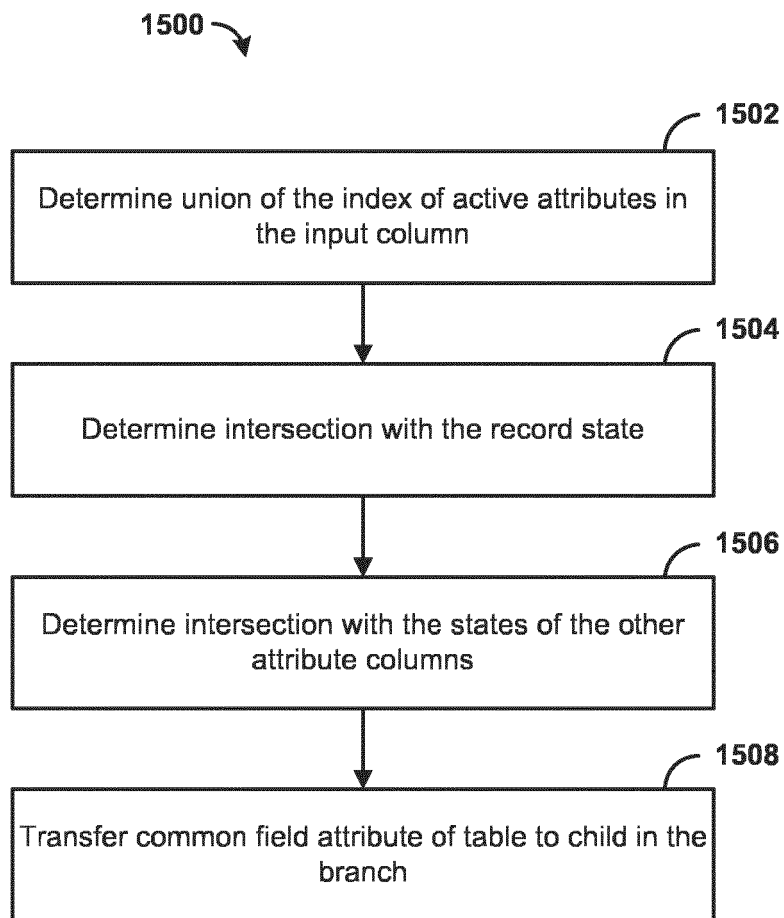 1500
1502
Determine union of the index of active attributes in
the input column
1504
Determine intersection with the record state
1506
Determine intersection with the states of the other
attribute columns
1508
Transfer common field attribute of table to child in the
branch